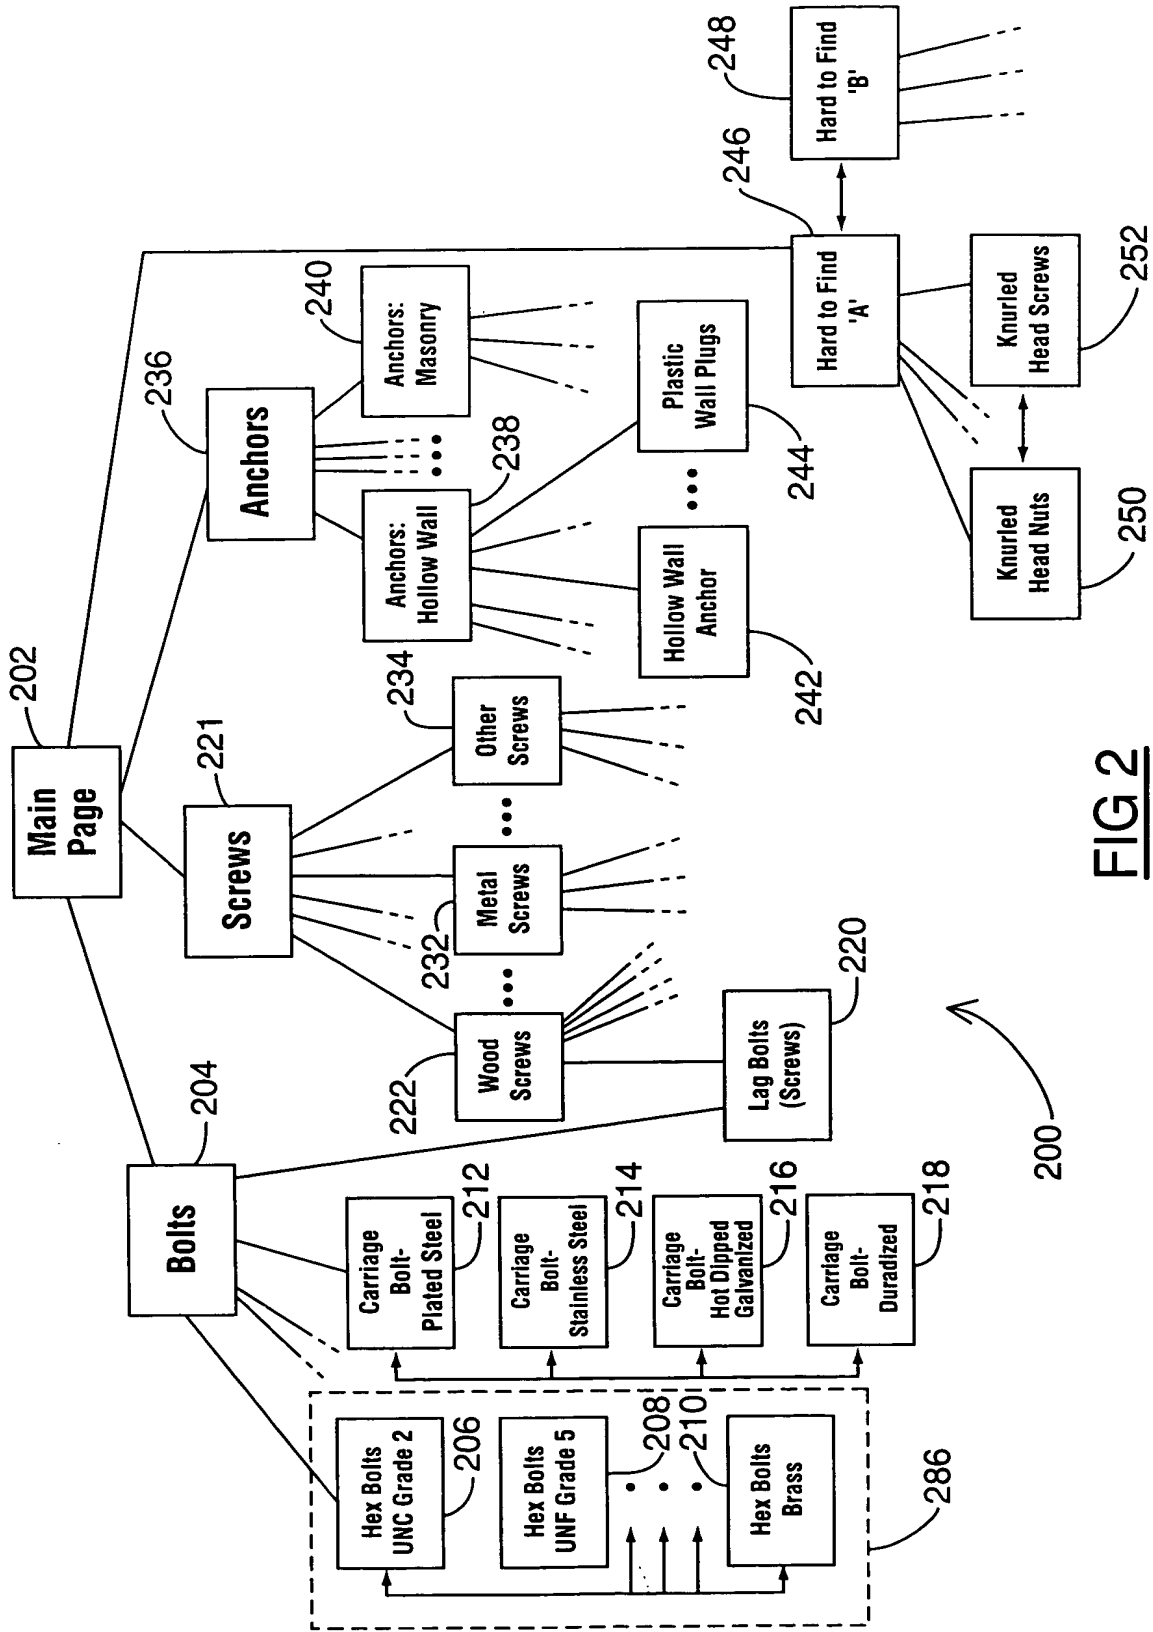 202
Main
Page
204
Bolts
221
Screws
236
Anchors
206
Hex Bolts
UNC Grade 2
Hex Bolts
UNF Grade 5
208
210
Hex Bolts
Brass
286
Carriage
Bolt-
Plated Steel
212
Carriage
Bolt-
Stainless Steel
214
Carriage
Bolt-
Hot Dipped
Galvanized
216
Carriage
Bolt-
Duradized
218
Lag Bolts
(Screws)
220
222
Wood
Screws
232
Metal
Screws
234
Other
Screws
Anchors:
Hollow Wall
238
240
Anchors:
Masonry
Hollow Wall
Anchor
242
Plastic
Wall Plugs
244
246
Hard to Find
'A'
248
Hard to Find
'B'
Knurled
Head Nuts
250
Knurled
Head Screws
252
200
FIG 2